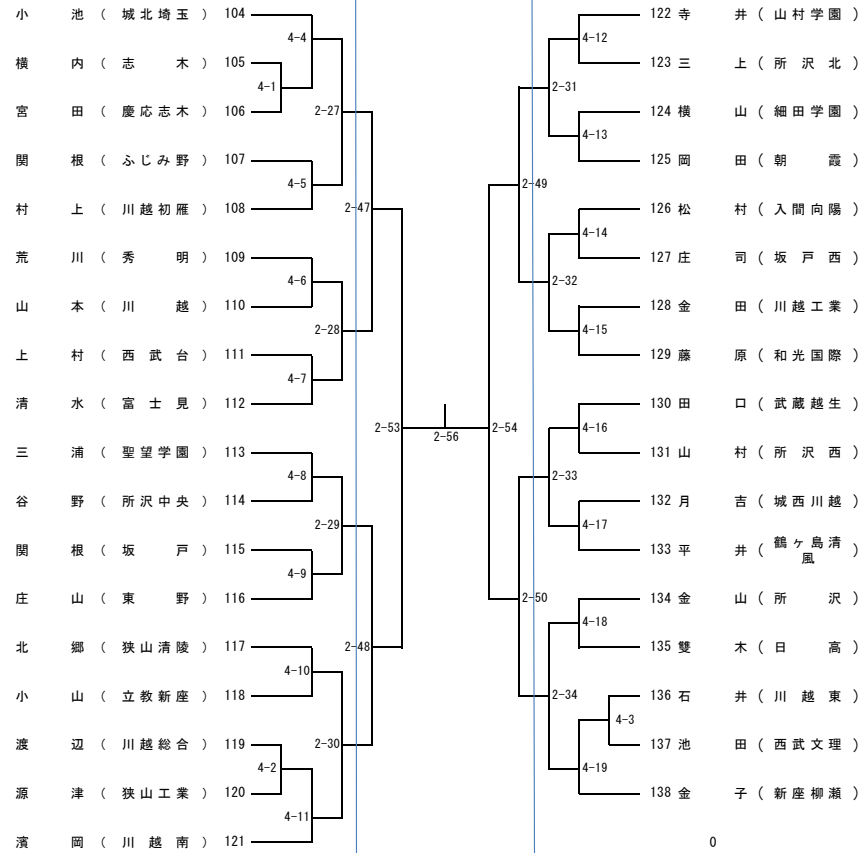 小 池 （ 城北埼玉 ） 104
横 内 （ 志 木 ） 105
宮 田 （ 慶応志木 ） 106
関 根 （ ふじみ野 ） 107
村 上 （ 川越初雁 ） 108
荒 川 （ 秀 明 ） 109
山 本 （ 川 越 ） 110
上 村 （ 西武台 ） 111
清 水 （ 富士見 ） 112
三 浦 （ 聖望学園 ） 113
谷 野 （ 所沢中央 ） 114
関 根 （ 坂 戸 ） 115
庄 山 （ 東 野 ） 116
北 郷 （ 狭山清陵 ） 117
小 山 （ 立教新座 ） 118
渡 辺 （ 川越総合 ） 119
源 津 （ 狭山工業 ） 120
濱 岡 （ 川越南 ） 121
4-4
4-1
2-27
4-5
2-47
4-6
2-28
4-7
2-53
4-8
2-29
4-9
2-48
4-10
2-30
4-2
4-11
2-56
4-12
2-31
4-13
2-49
4-14
2-32
4-15
2-54
4-16
2-33
4-17
2-50
4-18
2-34
4-3
4-19
122 寺 井 （ 山村学園 ）
123 三 上 （ 所沢北 ）
124 横 山 （ 細田学園 ）
125 岡 田 （ 朝 霞 ）
126 松 村 （ 入間向陽 ）
127 庄 司 （ 坂戸西 ）
128 金 田 （ 川越工業 ）
129 藤 原 （ 和光国際 ）
130 田 口 （ 武蔵越生 ）
131 山 村 （ 所沢西 ）
132 月 吉 （ 城西川越 ）
133 平 井 （ 鶴ヶ島清
風 ）
134 金 山 （ 所 沢 ）
135 雙 木 （ 日 高 ）
136 石 井 （ 川越東 ）
137 池 田 （ 西武文理 ）
138 金 子 （ 新座柳瀬 ）
0